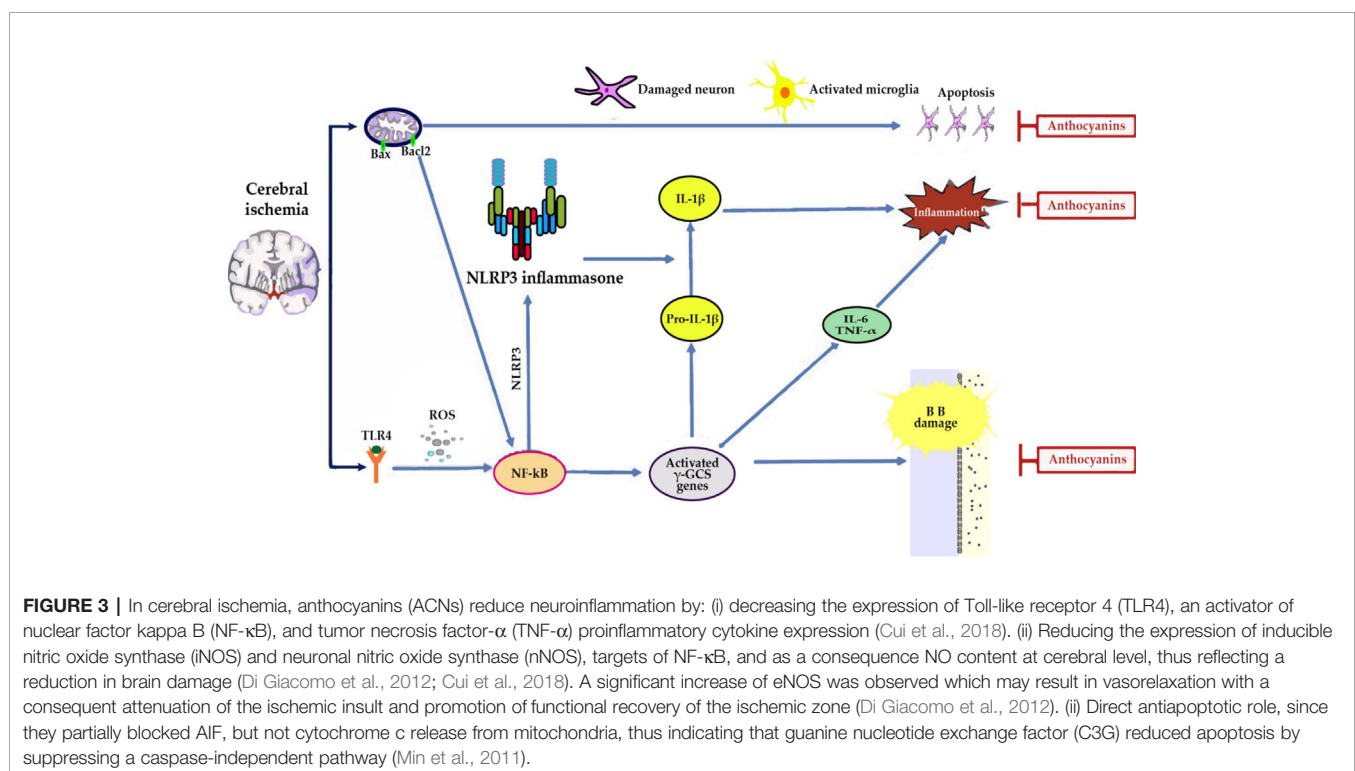 Damaged neuron
Activated microglia
Apoptosis
Anthocyanins
Bax
Bacl2
Cerebral
ischemia
IL-1β
Inflammation
Anthocyanins
NLRP3 inflammasone
Pro-IL-1β
IL-6
TNF-α
NLRP3
ROS
TLR4
B B
damage
NF-kB
Activated
γ-GCS
genes
Anthocyanins
FIGURE 3 | In cerebral ischemia, anthocyanins (ACNs) reduce neuroinflammation by: (i) decreasing the expression of Toll-like receptor 4 (TLR4), an activator of
nuclear factor kappa B (NF-κB), and tumor necrosis factor-α (TNF-α) proinflammatory cytokine expression (Cui et al., 2018). (ii) Reducing the expression of inducible
nitric oxide synthase (iNOS) and neuronal nitric oxide synthase (nNOS), targets of NF-κB, and as a consequence NO content at cerebral level, thus reflecting a
reduction in brain damage (Di Giacomo et al., 2012; Cui et al., 2018). A significant increase of eNOS was observed which may result in vasorelaxation with a
consequent attenuation of the ischemic insult and promotion of functional recovery of the ischemic zone (Di Giacomo et al., 2012). (ii) Direct antiapoptotic role, since
they partially blocked AIF, but not cytochrome c release from mitochondria, thus indicating that guanine nucleotide exchange factor (C3G) reduced apoptosis by
suppressing a caspase-independent pathway (Min et al., 2011).